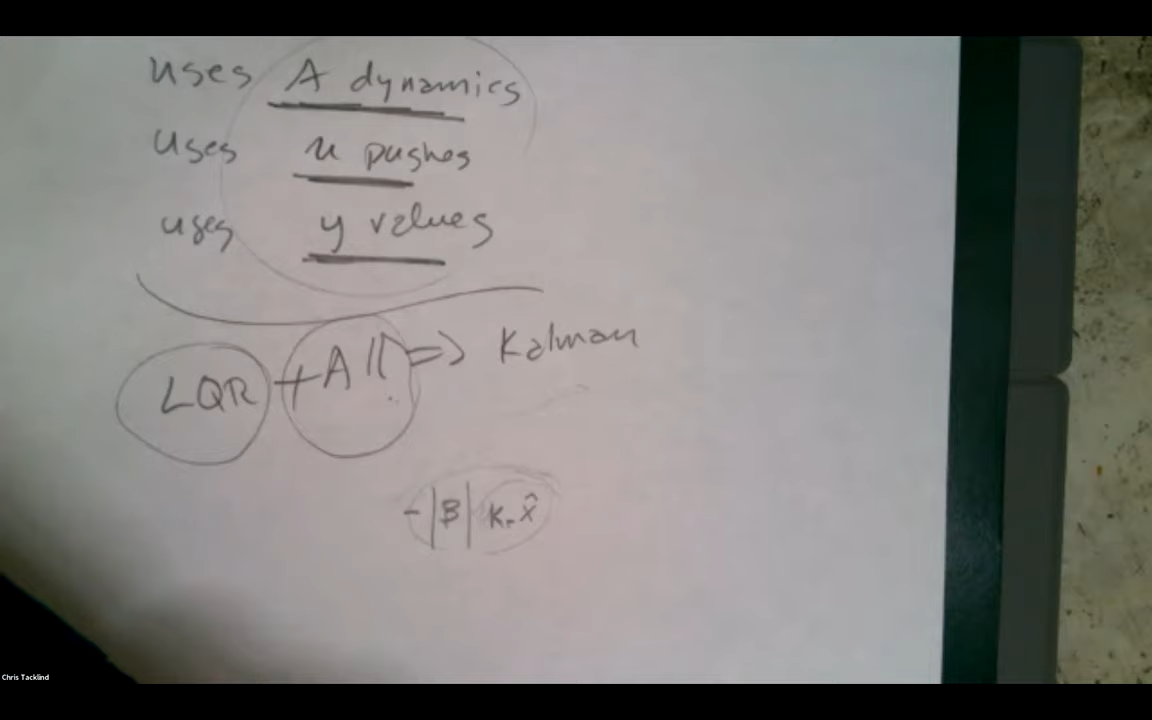 uses A dynamics
uses u pushes
uses y values
LQR + All => Kalman
- |B| Kr x̂
Chris Tacklind